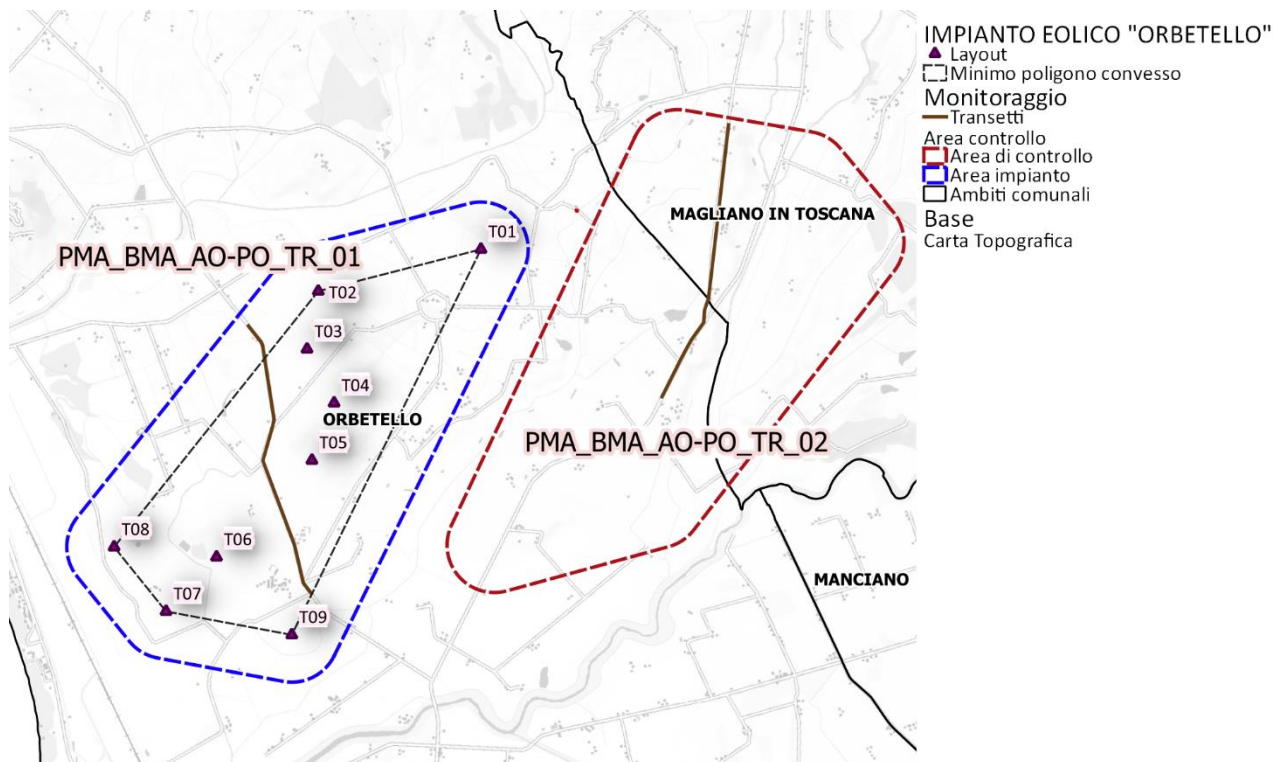 IMPIANTO EOLICO "ORBETELLO"
Layout
Minimo poligono convesso
Monitoraggio
Transetti
Area controllo
Area di controllo
Area impianto
Ambiti comunali
Base
Carta Topografica
MAGLIANO IN TOSCANA
T01
PMA_BMA_AO-PO_TR_01
T02
T03
T04
ORBETELLO
T05
PMA_BMA_AO-PO_TR_02
T08
T06
MANCIANO
T07
T09